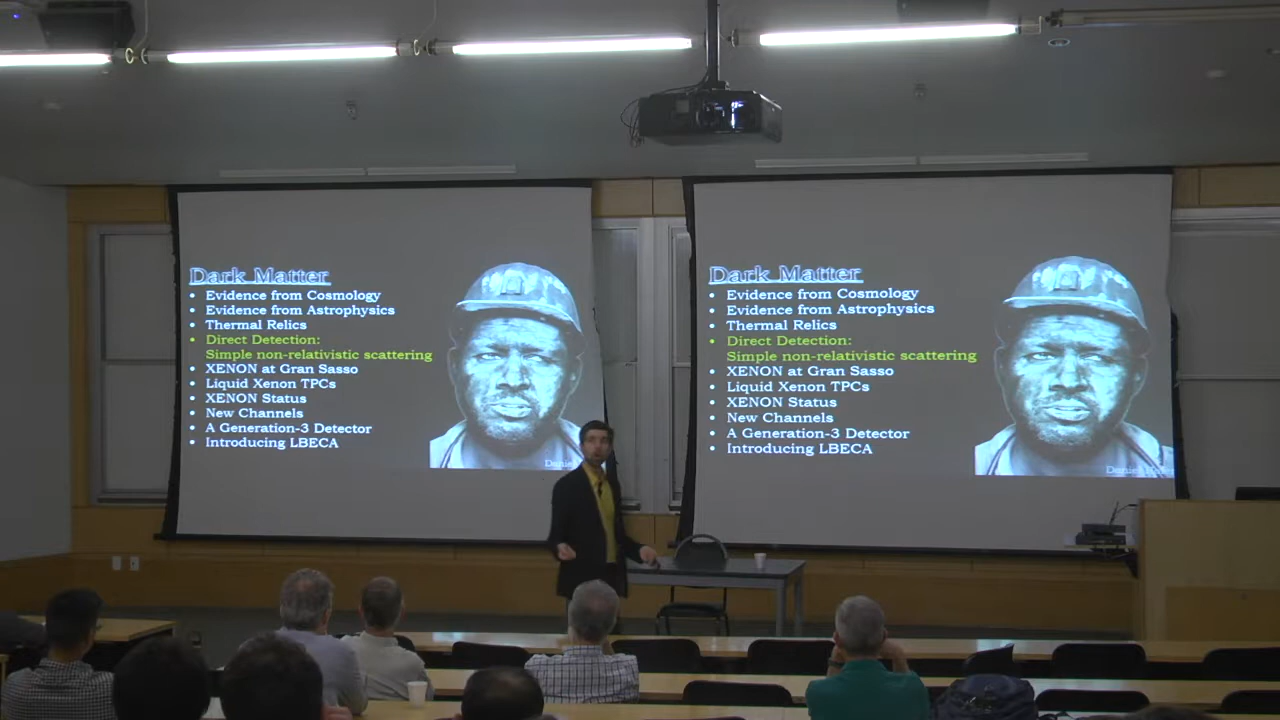 Dark Matter
• Evidence from Cosmology
• Evidence from Astrophysics
• Thermal Relics
• Direct Detection:
Simple non-relativistic scattering
• XENON at Gran Sasso
• Liquid Xenon TPCs
• XENON Status
• New Channels
• A Generation-3 Detector
• Introducing LBECA
Dark Matter
• Evidence from Cosmology
• Evidence from Astrophysics
• Thermal Relics
• Direct Detection:
Simple non-relativistic scattering
• XENON at Gran Sasso
• Liquid Xenon TPCs
• XENON Status
• New Channels
• A Generation-3 Detector
• Introducing LBECA